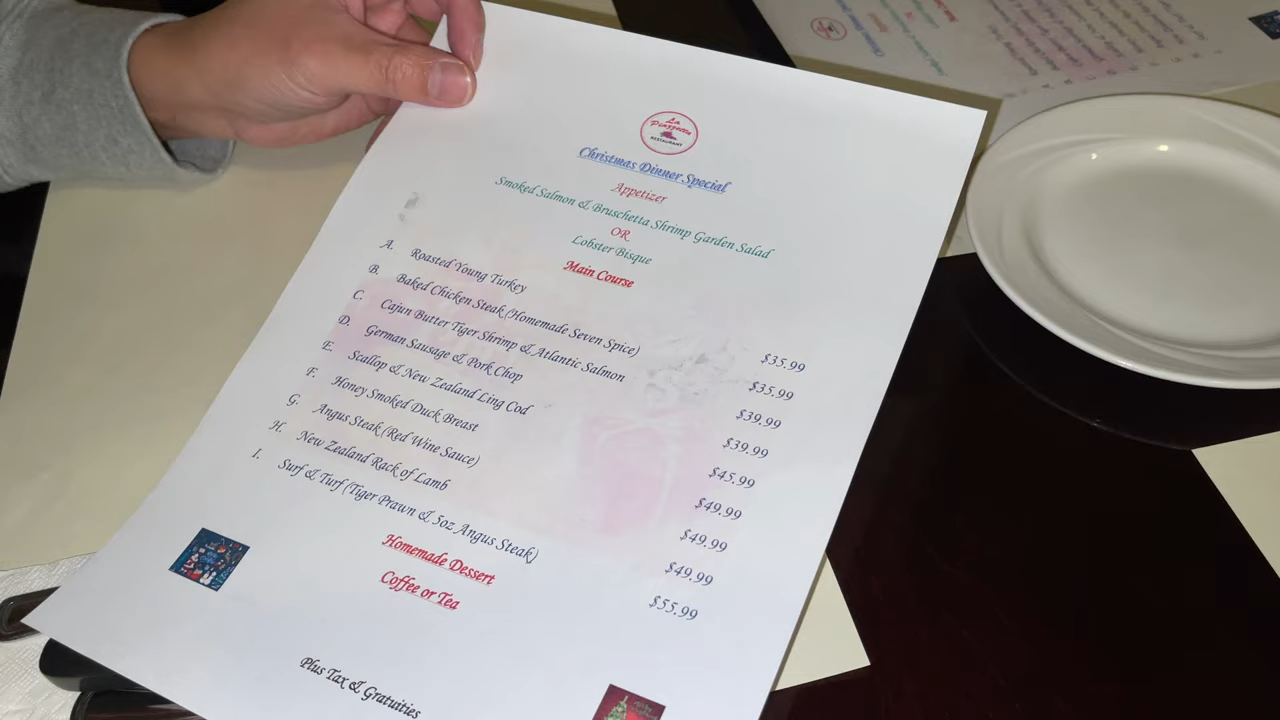 La
Piazzetta
RESTAURANT
Christmas Dinner Special
Appetizer
Smoked Salmon & Bruschetta Shrimp Garden Salad
OR
Lobster Bisque
Main Course
A. Roasted Young Turkey $35.99
B. Baked Chicken Steak (Homemade Seven Spice) $35.99
C. Cajun Butter Tiger Shrimp & Atlantic Salmon $39.99
D. German Sausage & Pork Chop $39.99
E. Scallop & New Zealand Ling Cod $45.99
F. Honey Smoked Duck Breast $49.99
G. Angus Steak (Red Wine Sauce) $49.99
H. New Zealand Rack of Lamb $49.99
I. Surf & Turf (Tiger Prawn & 5oz Angus Steak) $55.99
Homemade Dessert
Coffee or Tea
Plus Tax & Gratuities